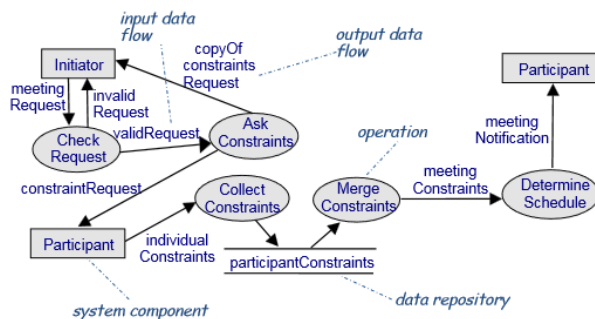 input data
flow
output data
flow
Initiator
copyOf
constraints
Request
Participant
meeting
Request
invalid
Request
validRequest
Ask
Constraints
Check
Request
operation
meeting
Notification
constraintRequest
Collect
Constraints
Merge
Constraints
meeting
Constraints
Determine
Schedule
Participant
individual
Constraints
participantConstraints
system component
data repository